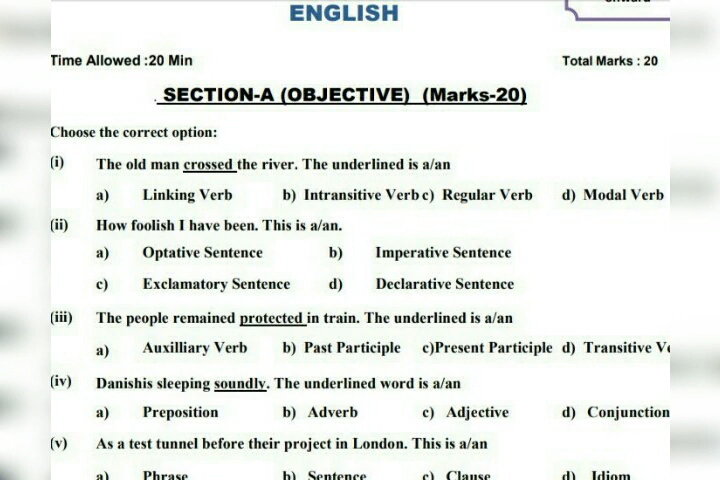 ENGLISH
Time Allowed :20 Min Total Marks : 20
SECTION-A (OBJECTIVE) (Marks-20)
Choose the correct option:
(i) The old man crossed the river. The underlined is a/an
a) Linking Verb b) Intransitive Verb c) Regular Verb d) Modal Verb
(ii) How foolish I have been. This is a/an.
a) Optative Sentence b) Imperative Sentence
c) Exclamatory Sentence d) Declarative Sentence
(iii) The people remained protected in train. The underlined is a/an
a) Auxilliary Verb b) Past Participle c)Present Participle d) Transitive
(iv) Danishis sleeping soundly. The underlined word is a/an
a) Preposition b) Adverb c) Adjective d) Conjunction
(v) As a test tunnel before their project in London. This is a/an
a) Phrase b) Sentence c) Clause d) Idiom